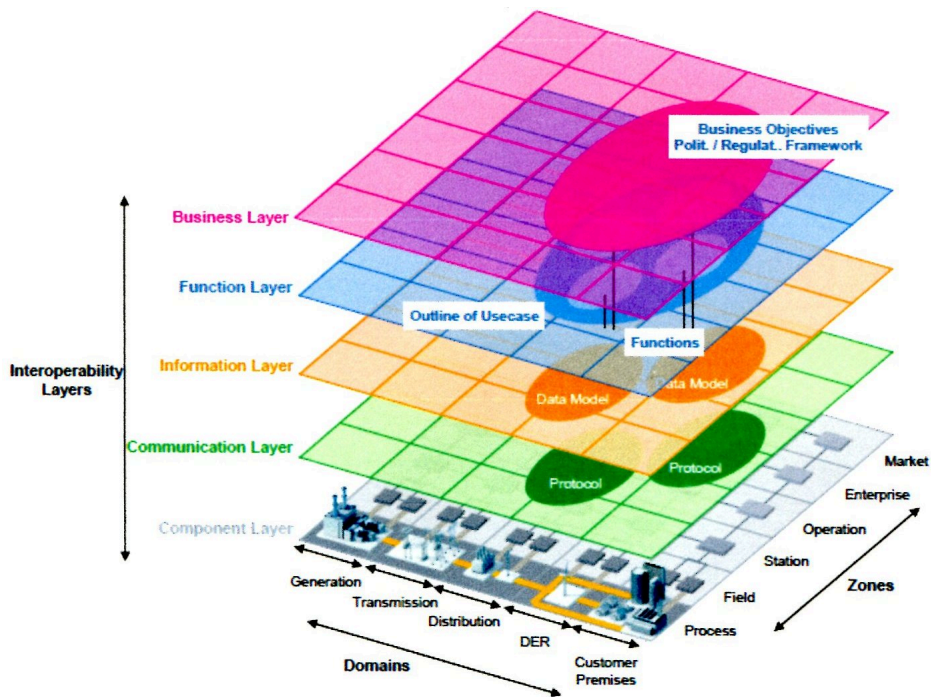 Business Objectives
Polit. / Regulat.. Framework
Business Layer
Function Layer
Outline of Usecase
Functions
Interoperability
Layers
Information Layer
Data Model
Data Model
Communication Layer
Protocol
Protocol
Component Layer
Market
Enterprise
Operation
Station
Field
Process
Zones
Generation
Transmission
Distribution
DER
Customer
Premises
Domains